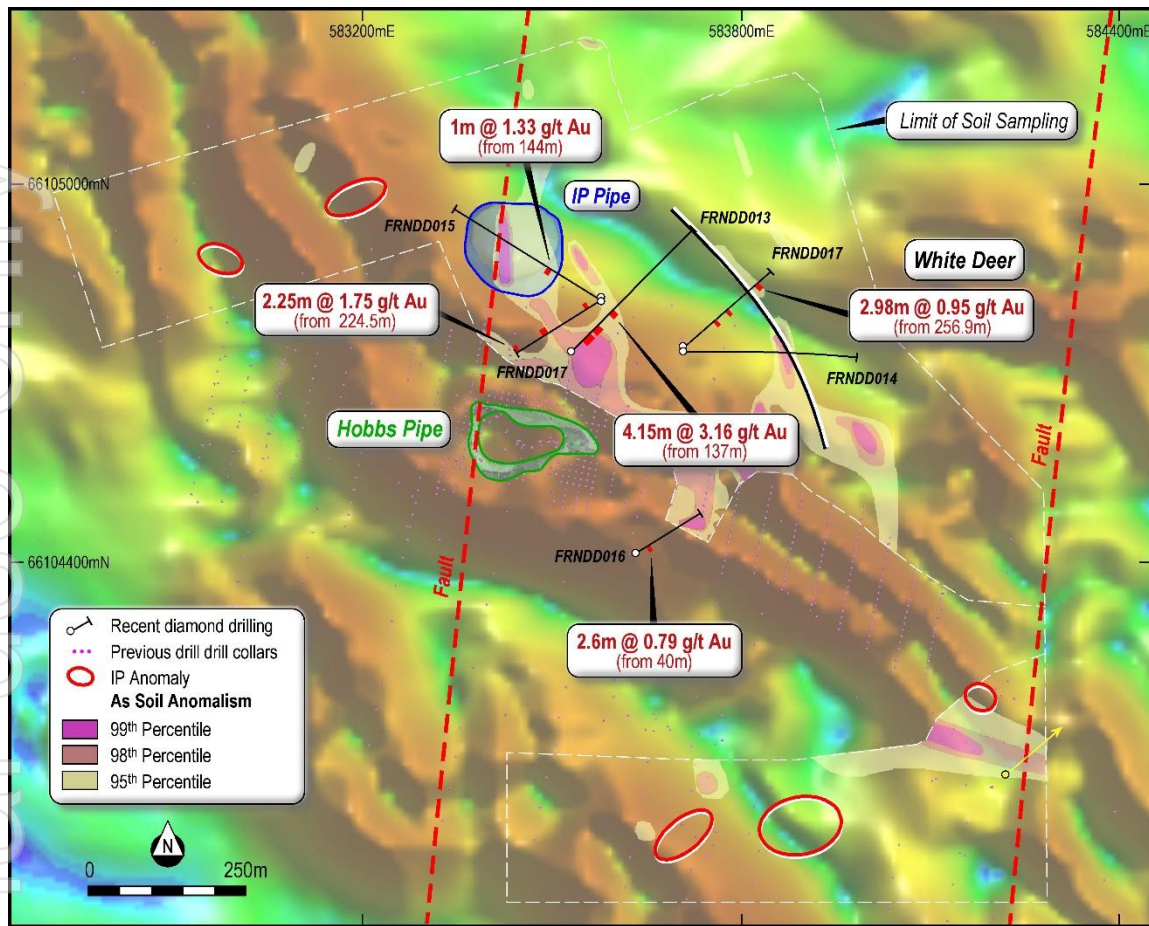 583200mE
583800mE
584400mE
1m @ 1.33 g/t Au
(from 144m)
Limit of Soil Sampling
66105000mN
IP Pipe
FRNDD015
FRNDD013
FRNDD017
White Deer
2.25m @ 1.75 g/t Au
(from 224.5m)
2.98m @ 0.95 g/t Au
(from 256.9m)
FRNDD017
FRNDD014
Hobbs Pipe
4.15m @ 3.16 g/t Au
(from 137m)
Fault
Fault
66104400mN
FRNDD016
2.6m @ 0.79 g/t Au
(from 40m)
Recent diamond drilling
Previous drill drill collars
IP Anomaly
As Soil Anomalism
99th Percentile
98th Percentile
95th Percentile
N
0 250m